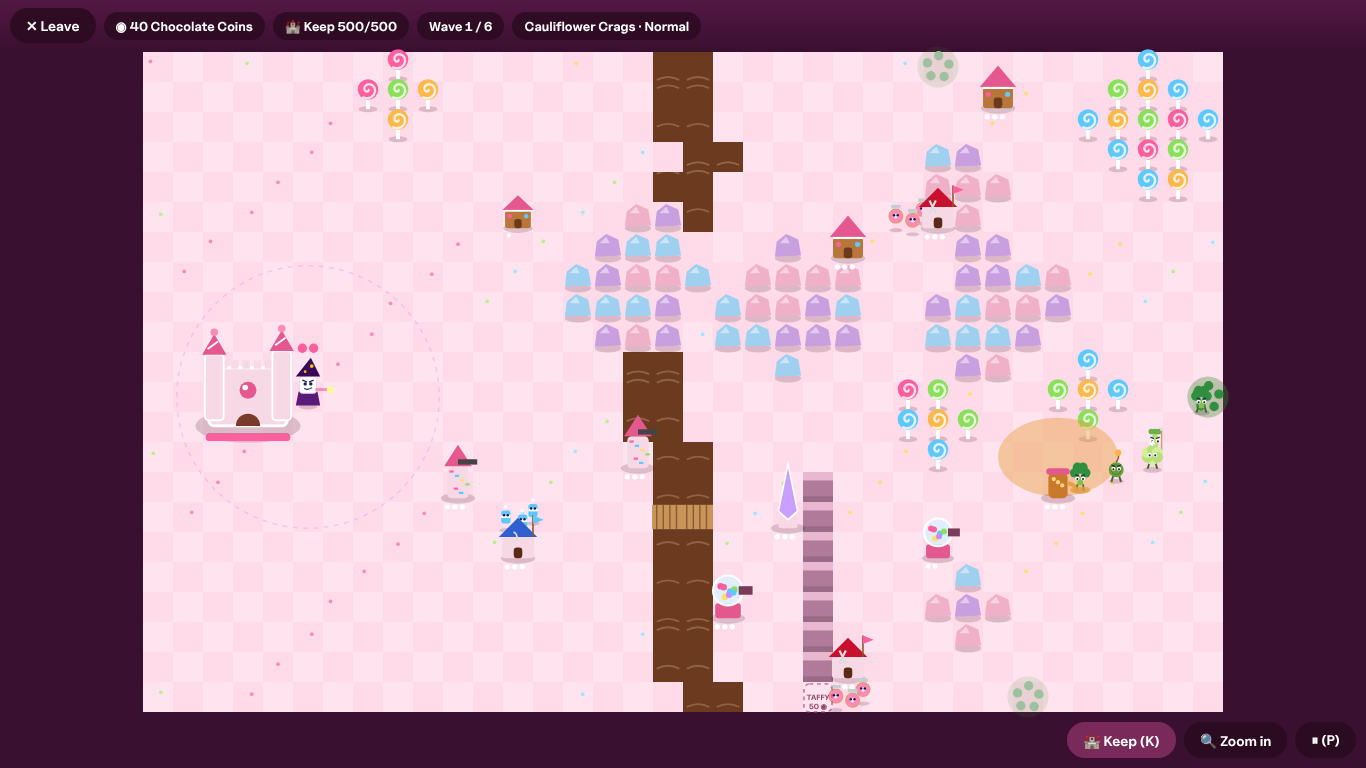 ✕ Leave
◉ 40 Chocolate Coins
🏰 Keep 500/500
Wave 1 / 6
Cauliflower Crags · Normal
TAFFY
50 ◉
🏰 Keep (K)
🔍 Zoom in
⏸ (P)